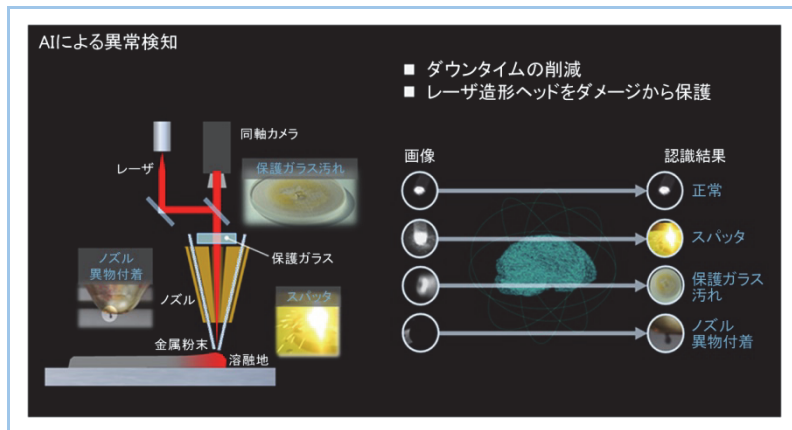 AIによる異常検知
■ ダウンタイムの削減
■ レーザ造形ヘッドをダメージから保護
同軸カメラ
レーザ
保護ガラス汚れ
保護ガラス
ノズル
異物付着
ノズル
スパッタ
金属粉末
溶融地
画像
認識結果
正常
スパッタ
保護ガラス
汚れ
ノズル
異物付着